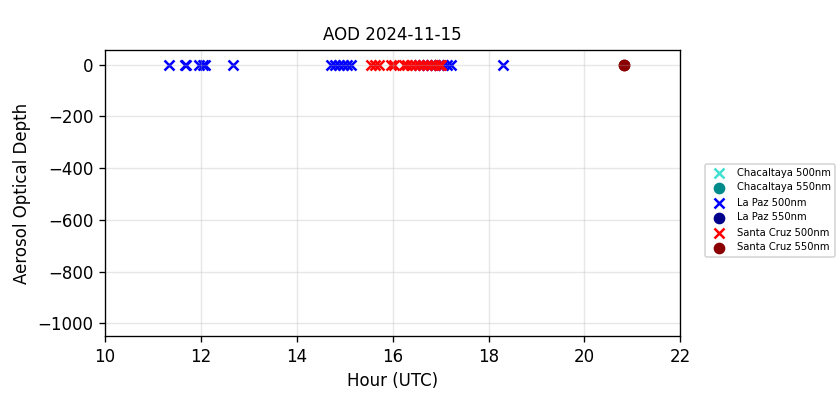 AOD 2024-11-15
Aerosol Optical Depth
0
−200
−400
−600
−800
−1000
10 12 14 16 18 20 22
Hour (UTC)
Chacaltaya 500nm
Chacaltaya 550nm
La Paz 500nm
La Paz 550nm
Santa Cruz 500nm
Santa Cruz 550nm